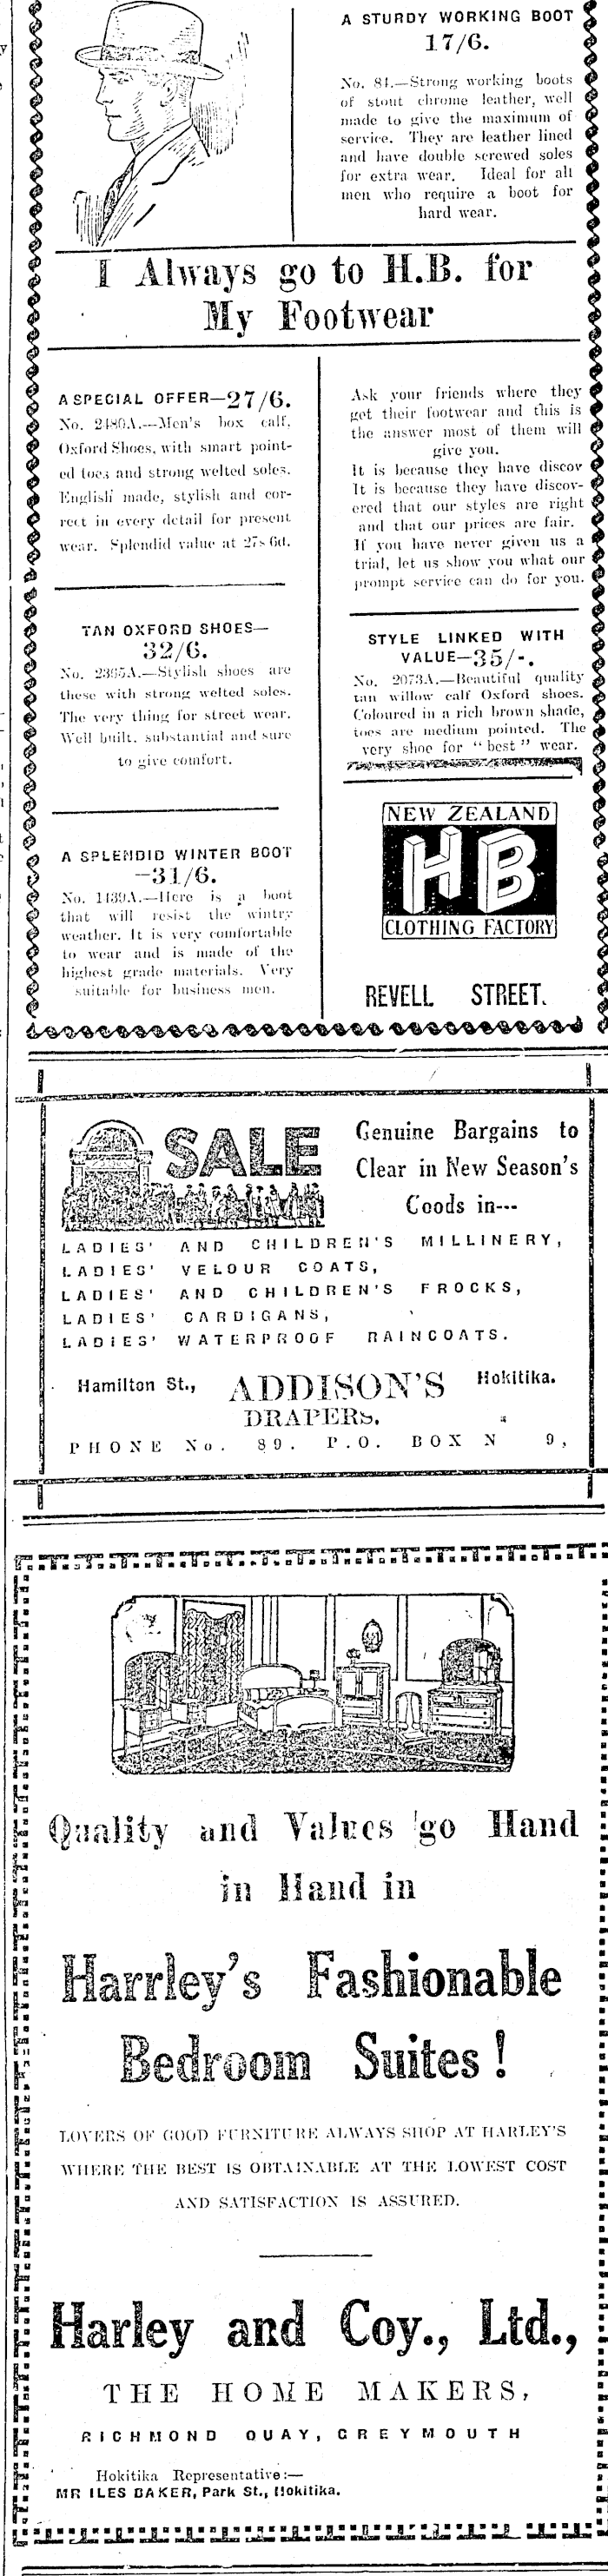 A STURDY WORKING BOOT
17/6.
No. 84.—Strong working boots
of stout chrome leather, well
made to give the maximum of
service. They are leather lined
and have double screwed soles
for extra wear. Ideal for all
men who require a boot for
hard wear.
I Always go to H.B. for
My Footwear
A SPECIAL OFFER—27/6.
No. 2480A.—Men's box calf,
Oxford Shoes, with smart point-
ed toes and strong welted soles.
English made, stylish and cor-
rect in every detail for present
wear. Splendid value at 27s 6d.
TAN OXFORD SHOES—
32/6.
No. 2395A.—Stylish shoes are
these with strong welted soles.
The very thing for street wear.
Well built, substantial and sure
to give comfort.
A SPLENDID WINTER BOOT
—31/6.
No. 1439A.—Here is a boot
that will resist the wintry
weather. It is very comfortable
to wear and is made of the
highest grade materials. Very
suitable for business men.
Ask your friends where they
get their footwear and this is
the answer most of them will
give you.
It is because they have discov
It is because they have discov-
ered that our styles are right
and that our prices are fair.
If you have never given us a
trial, let us show you what our
prompt service can do for you.
STYLE LINKED WITH
VALUE—35/-.
No. 2073A.—Beautiful quality
tan willow calf Oxford shoes.
Coloured in a rich brown shade,
toes are medium pointed. The
very shoe for "best" wear.
NEW ZEALAND
HB
CLOTHING FACTORY
REVELL STREET.
SALE
Genuine Bargains to
Clear in New Season's
Goods in---
LADIES' AND CHILDREN'S MILLINERY,
LADIES' VELOUR COATS,
LADIES' AND CHILDREN'S FROCKS,
LADIES' CARDIGANS,
LADIES' WATERPROOF RAINCOATS.
Hamilton St., ADDISON'S Hokitika.
DRAPERS.
PHONE No. 89. P.O. BOX N 9,
Quality and Values go Hand
in Hand in
Harrley's Fashionable
Bedroom Suites!
LOVERS OF GOOD FURNITURE ALWAYS SHOP AT HARLEY'S
WHERE THE BEST IS OBTAINABLE AT THE LOWEST COST
AND SATISFACTION IS ASSURED.
Harley and Coy., Ltd.,
THE HOME MAKERS,
RICHMOND QUAY, GREYMOUTH
Hokitika Representative:—
MR ILES BAKER, Park St., Hokitika.